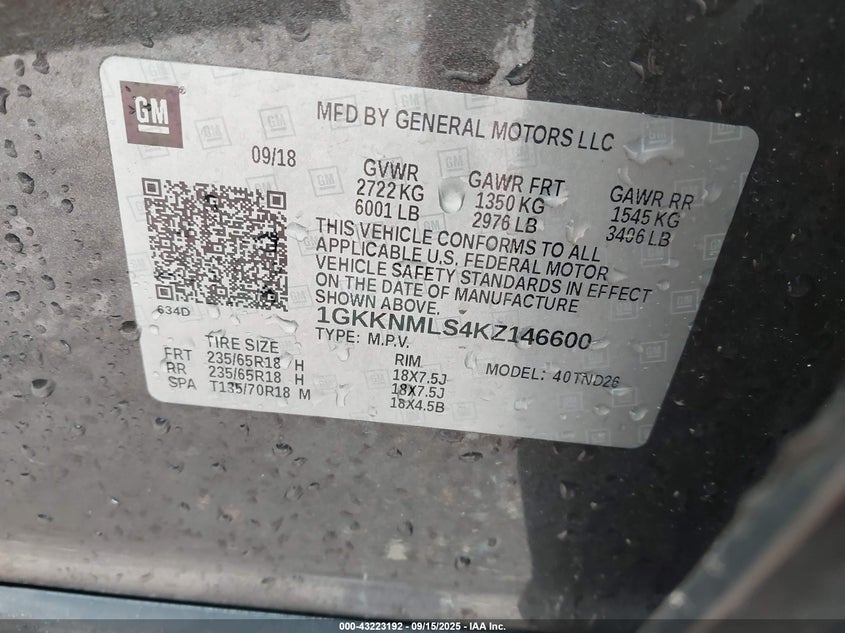 GM
MFD BY GENERAL MOTORS LLC
09/18
GVWR
2722 KG
6001 LB
GAWR FRT
1350 KG
2976 LB
GAWR RR
1545 KG
3406 LB
THIS VEHICLE CONFORMS TO ALL
APPLICABLE U.S. FEDERAL MOTOR
VEHICLE SAFETY STANDARDS IN EFFECT
ON THE DATE OF MANUFACTURE
SHOWN ABOVE.
634D
1GKKNMLS4KZ146600
TYPE: M.P.V.
MODEL: 40TND26
TIRE SIZE RIM
FRT 235/65R18 H 18X7.5J
RR 235/65R18 H 18X7.5J
SPA T135/70R18 M 18X4.5B
000-43223192 - 09/15/2025 - IAA Inc.